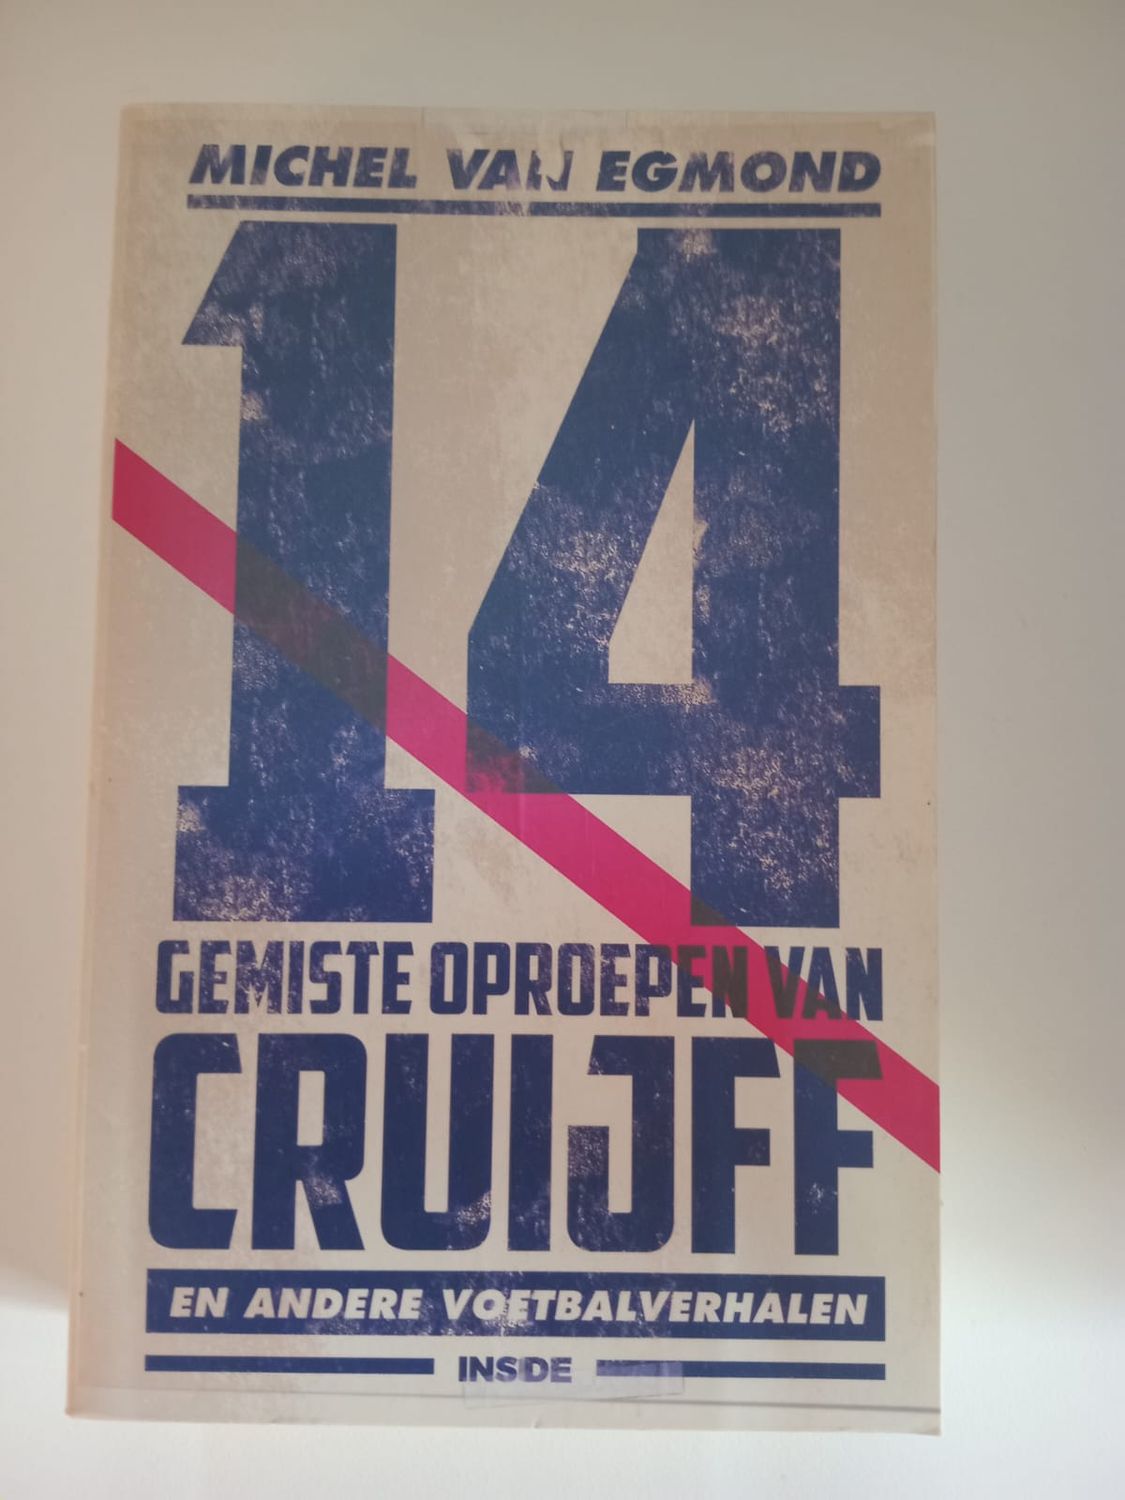 MICHEL VAN EGMOND
14
GEMISTE OPROEPEN VAN
CRUIJFF
EN ANDERE VOETBALVERHALEN
INSDE